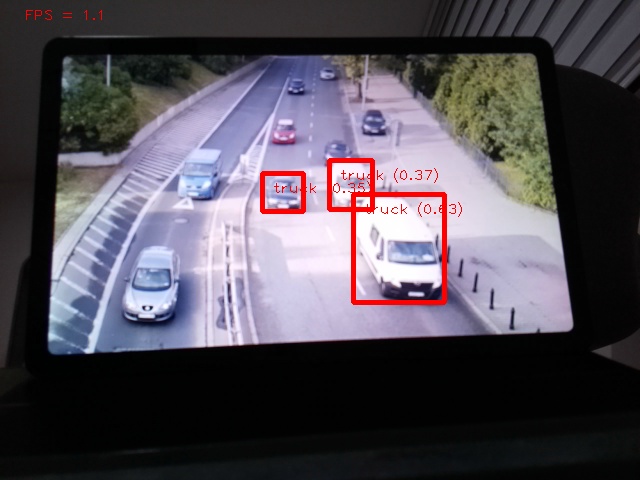 FPS = 1.1
truck (0.37)
truck (0.35)
truck (0.63)